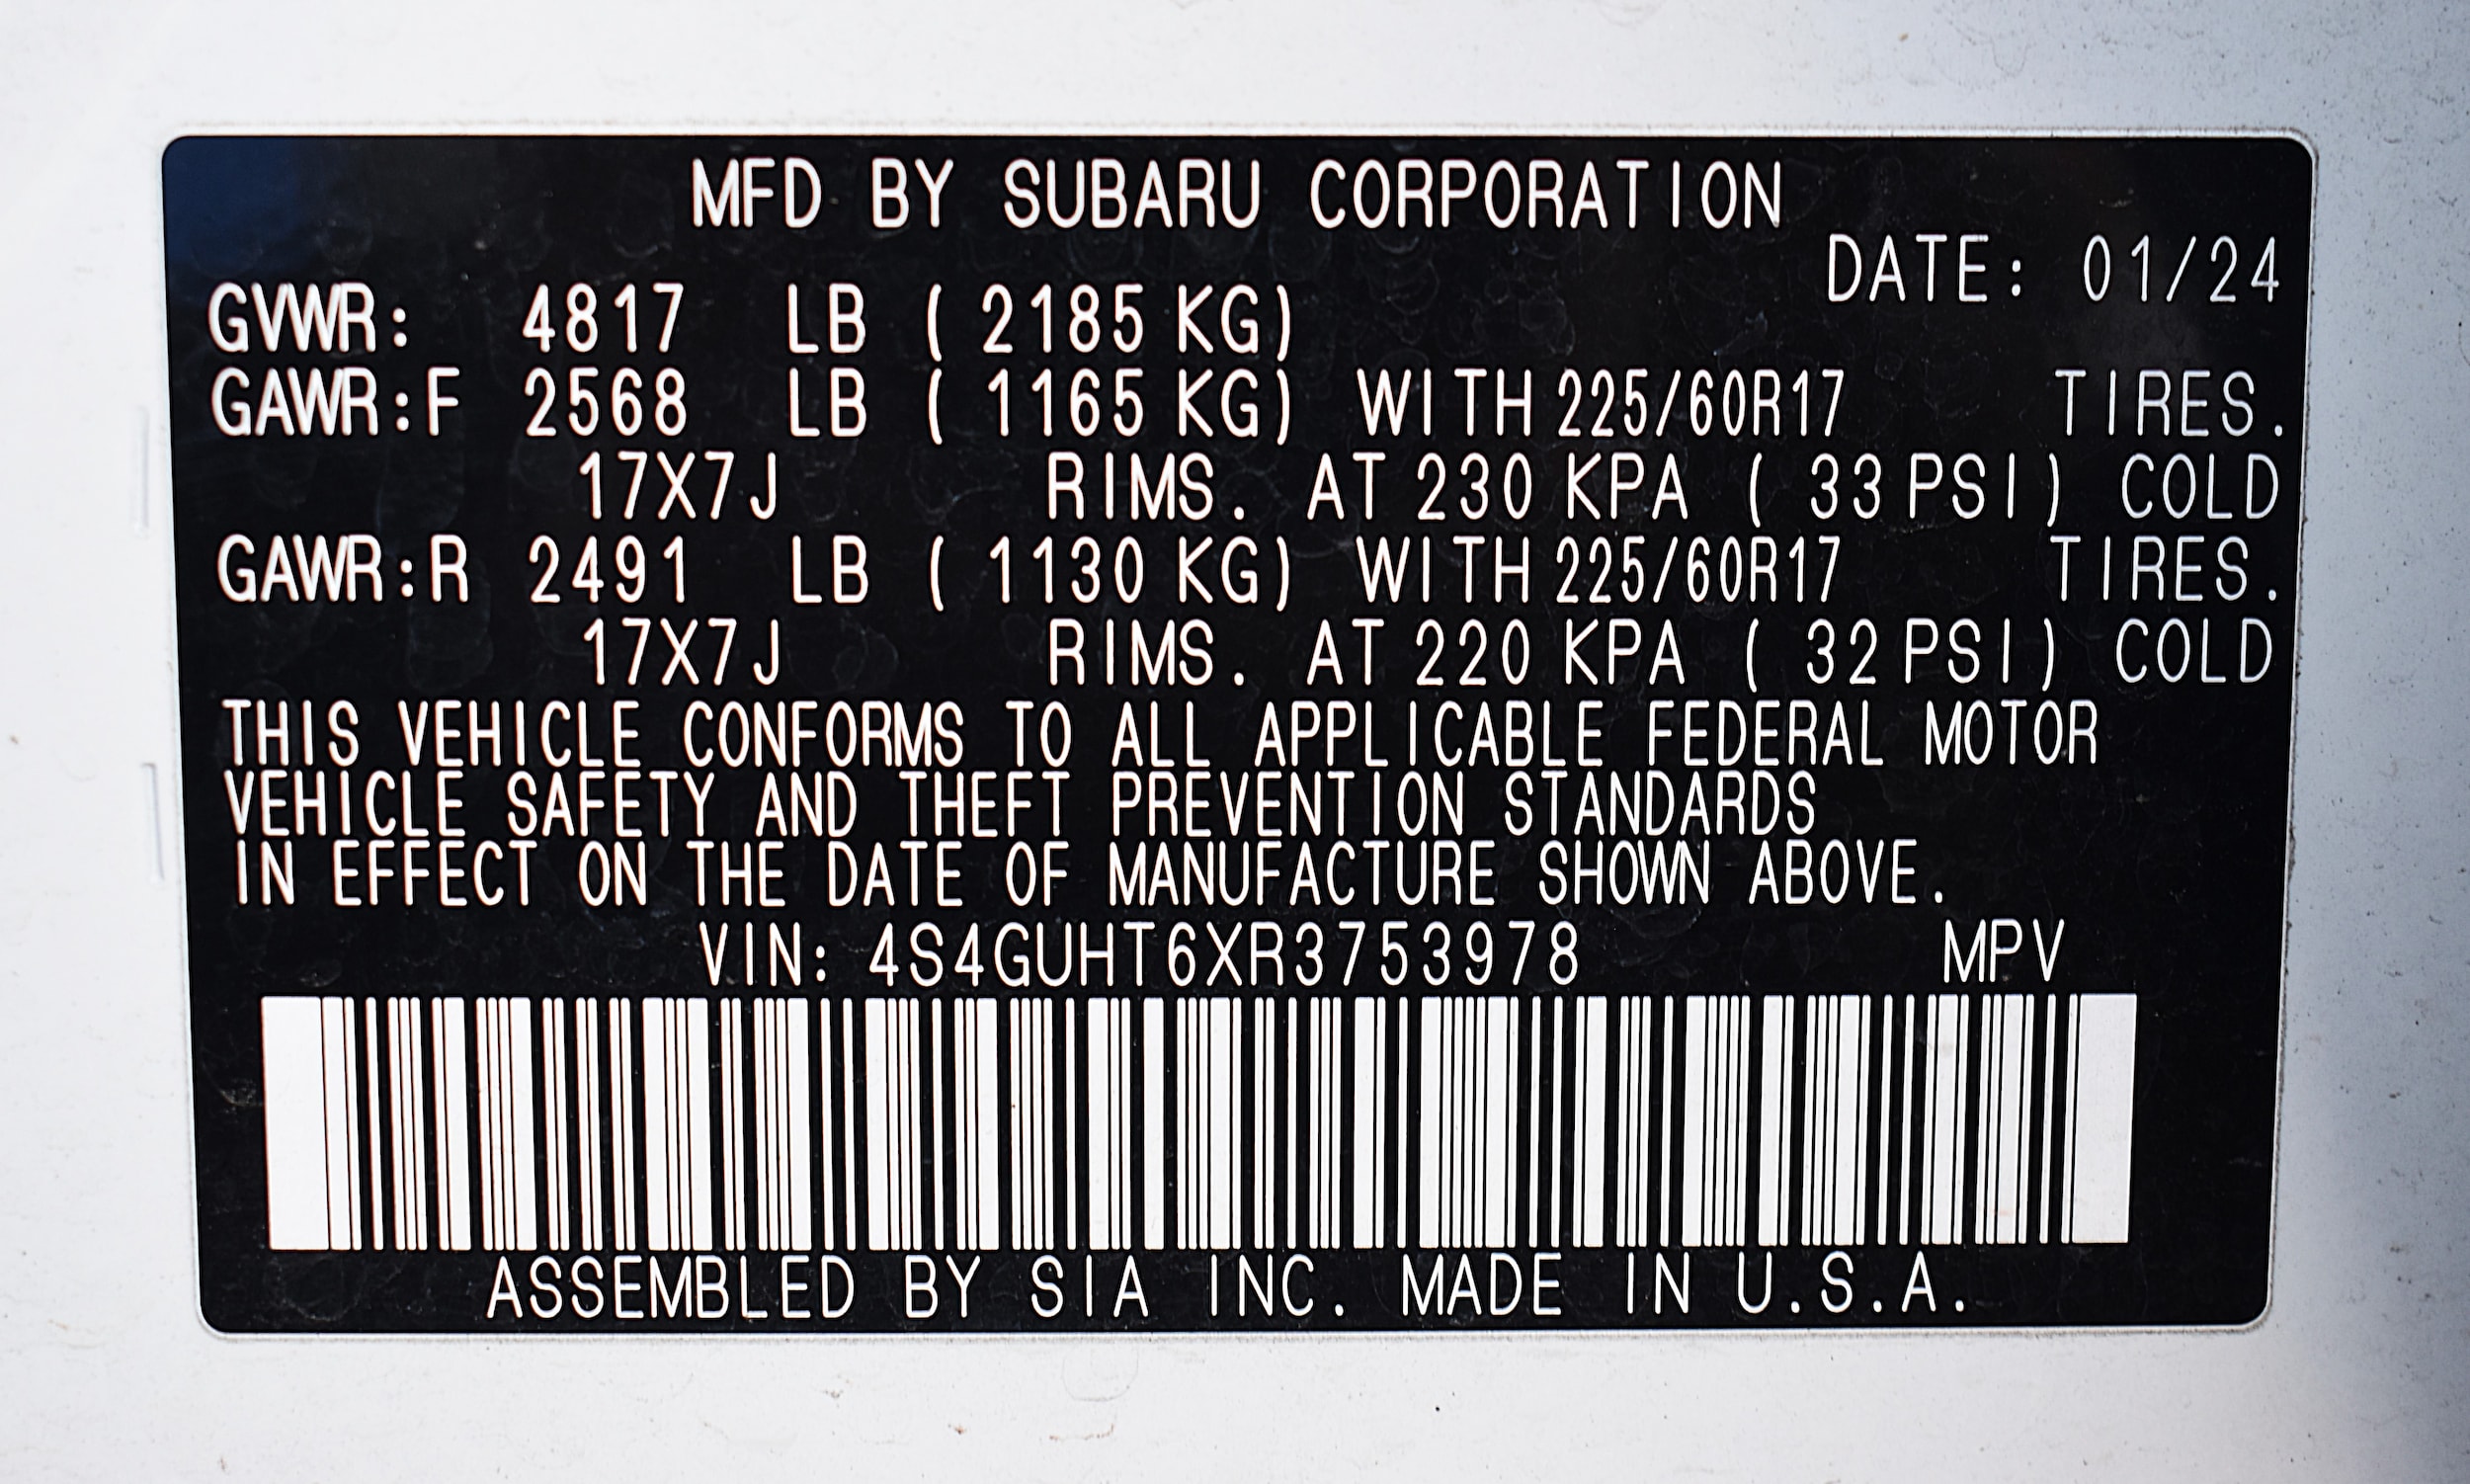 MFD BY SUBARU CORPORATION
DATE: 01/24
GVWR: 4817 LB ( 2185 KG)
GAWR:F 2568 LB ( 1165 KG) WITH 225/60R17 TIRES.
17X7J RIMS. AT 230 KPA ( 33 PSI) COLD
GAWR:R 2491 LB ( 1130 KG) WITH 225/60R17 TIRES.
17X7J RIMS. AT 220 KPA ( 32 PSI) COLD
THIS VEHICLE CONFORMS TO ALL APPLICABLE FEDERAL MOTOR
VEHICLE SAFETY AND THEFT PREVENTION STANDARDS
IN EFFECT ON THE DATE OF MANUFACTURE SHOWN ABOVE.
VIN: 4S4GUHT6XR3753978 MPV
ASSEMBLED BY SIA INC. MADE IN U.S.A.